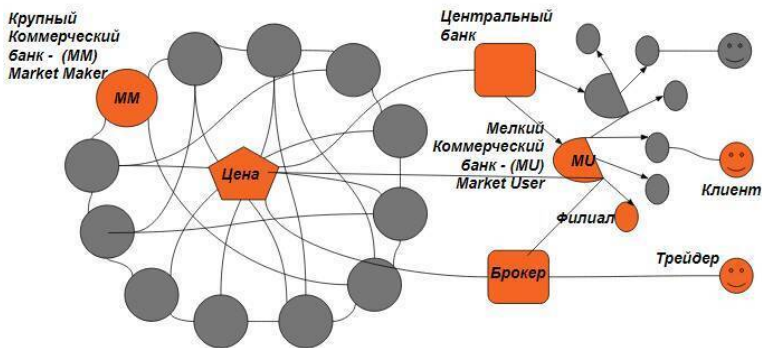 Крупный
Коммерческий
банк - (ММ)
Market Maker
ММ
Цена
Центральный
банк
Мелкий
Коммерческий
банк - (MU)
Market User
MU
Филиал
Клиент
Брокер
Трейдер